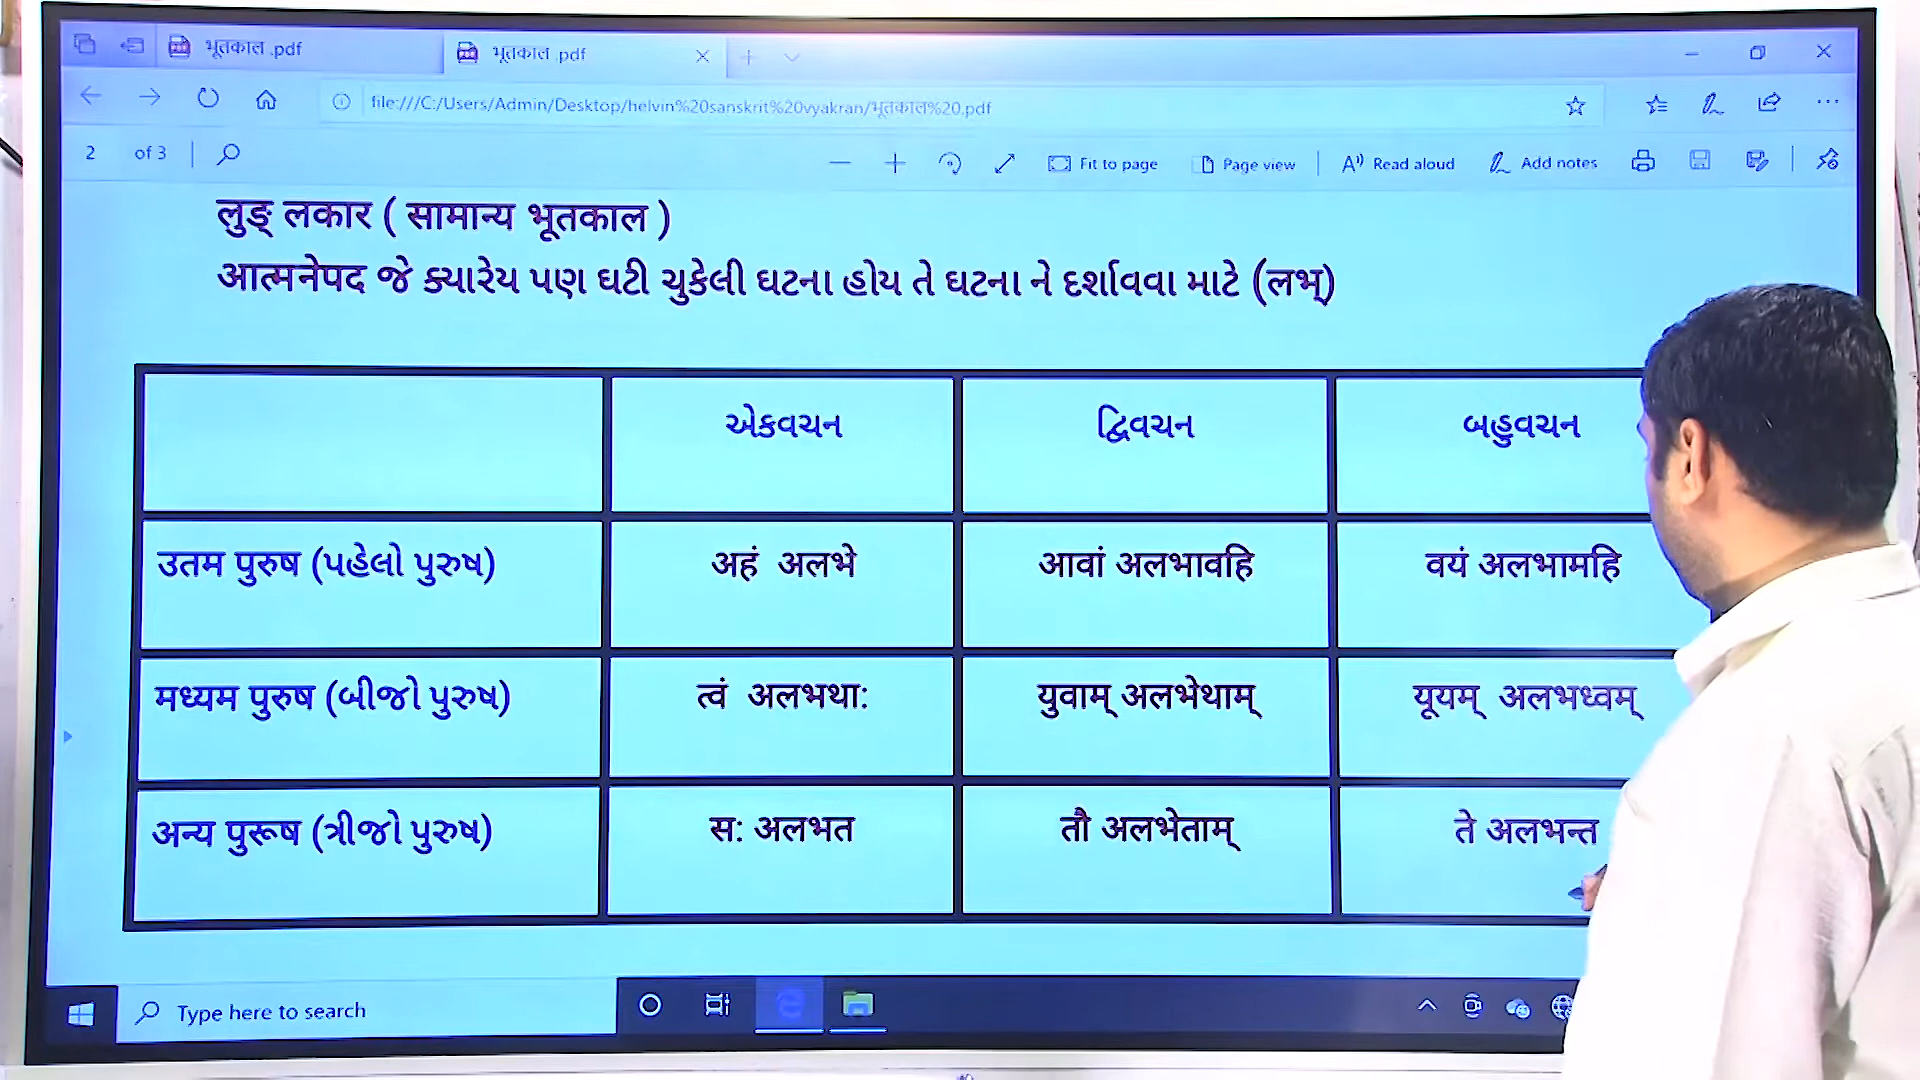 भूतकाल .pdf
भूतकाल .pdf
file:///C:/Users/Admin/Desktop/helvin%20sanskrit%20vyakran/भूतकाल%20.pdf
2 of 3 Fit to page Page view Read aloud Add notes
लुङ् लकार ( सामान्य भूतकाल )
आत्मनेपद જે ક્યારેય પણ ઘટી ચુકેલી ઘટના હોય તે ઘટના ને દર્શાવવા માટે (लभ्)
એકવચન દ્વિવચન બહુવચન
उतम पुरुष (પહેલો પુરુષ) अहं अलभे आवां अलभावहि वयं अलभामहि
मध्यम पुरुष (બીજો પુરુષ) त्वं अलभथा: युवाम् अलभेथाम् यूयम् अलभध्वम्
अन्य पुरूष (ત્રીજો પુરુષ) स: अलभत तौ अलभेताम् ते अलभन्त
Type here to search